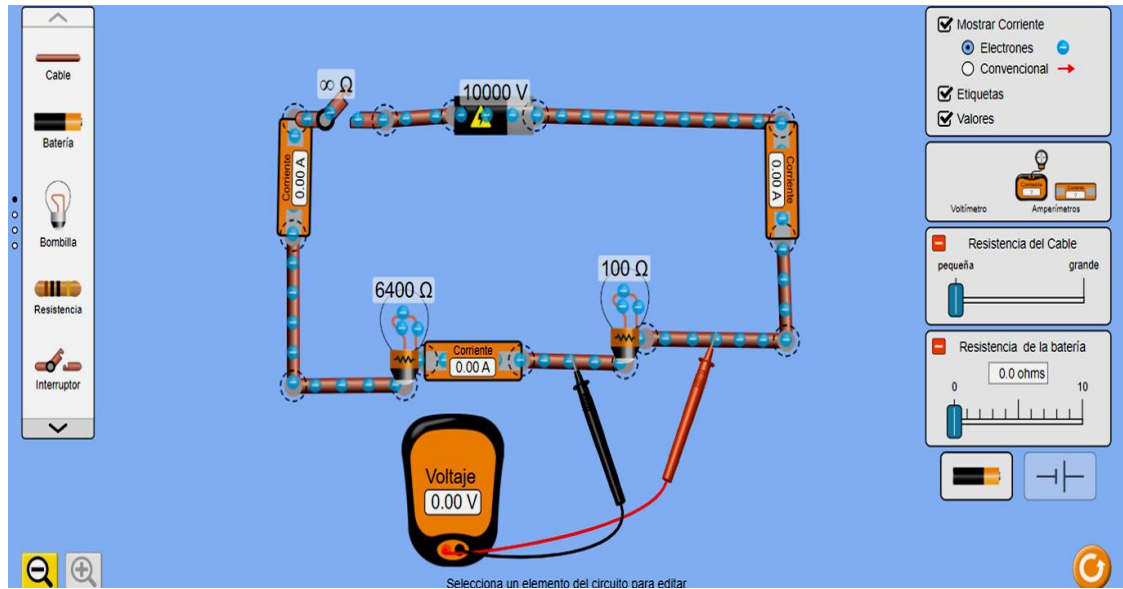 Cable
Batería
Bombilla
Resistencia
Interruptor
∞ Ω
10000 V
Corriente
0.00 A
Corriente
0.00 A
6400 Ω
100 Ω
Corriente
0.00 A
Voltaje
0.00 V
Selecciona un elemento del circuito para editar
Mostrar Corriente
Electrones
Convencional
Etiquetas
Valores
Voltímetro
Amperímetros
Resistencia del Cable
pequeña grande
Resistencia de la batería
0.0 ohms
0 10